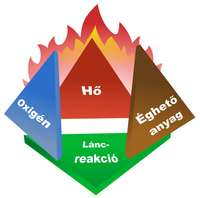 Hő
oxigén
Éghető
anyag
Lánc-
reakció